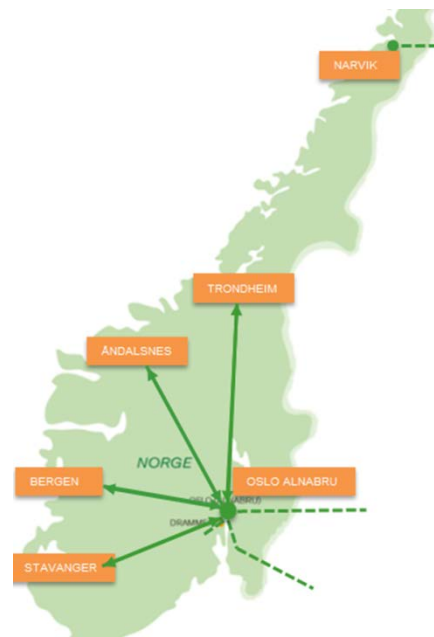 NARVIK
TRONDHEIM
ÅNDALSNES
NORGE
BERGEN
OSLO ALNABRU
STAVANGER